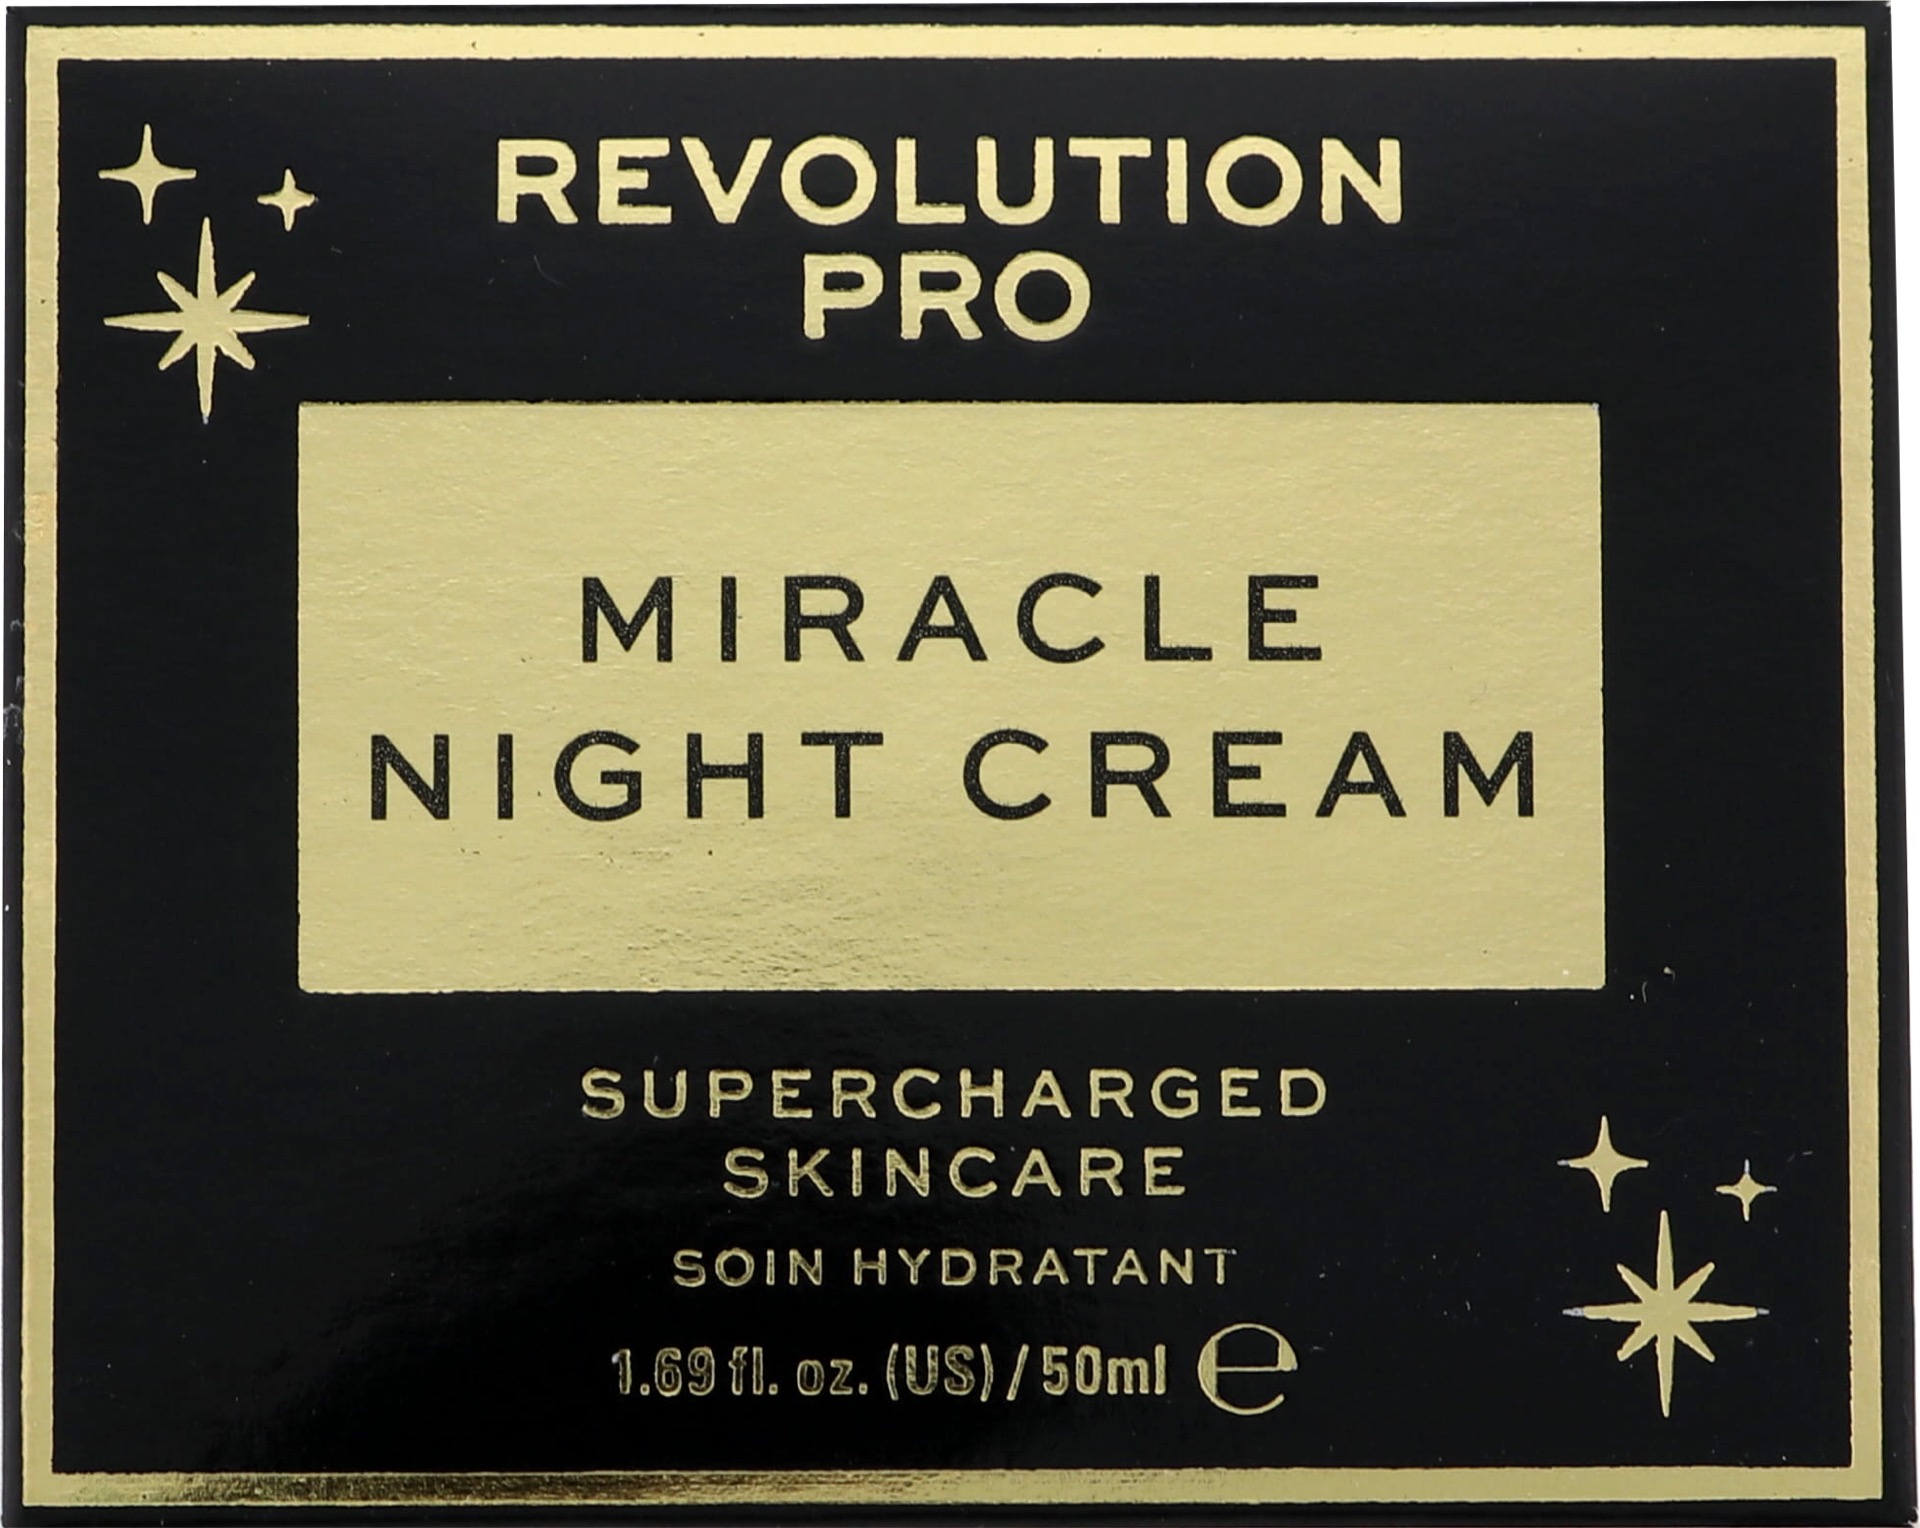 REVOLUTION
PRO
MIRACLE
NIGHT CREAM
SUPERCHARGED
SKINCARE
SOIN HYDRATANT
1.69 fl. oz. (US) / 50ml ℮